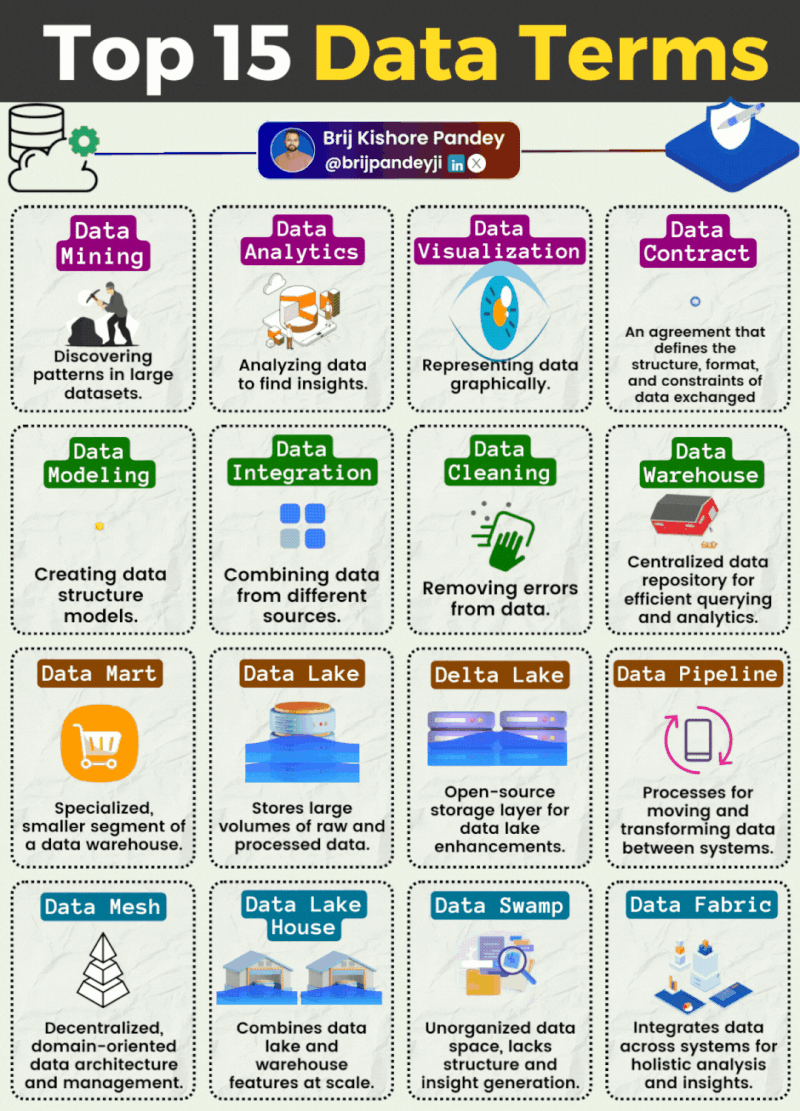 Top 15 Data Terms
Brij Kishore Pandey
@brijpandeyji in X
Data
Mining
Discovering
patterns in large
datasets.
Data
Analytics
Analyzing data
to find insights.
Data
Visualization
Representing data
graphically.
Data
Contract
An agreement that
defines the
structure, format,
and constraints of
data exchanged
Data
Modeling
Creating data
structure
models.
Data
Integration
Combining data
from different
sources.
Data
Cleaning
Removing errors
from data.
Data
Warehouse
Centralized data
repository for
efficient querying
and analytics.
Data Mart
Specialized,
smaller segment of
a data warehouse.
Data Lake
Stores large
volumes of raw and
processed data.
Delta Lake
Open-source
storage layer for
data lake
enhancements.
Data Pipeline
Processes for
moving and
transforming data
between systems.
Data Mesh
Decentralized,
domain-oriented
data architecture
and management.
Data Lake
House
Combines data
lake and
warehouse
features at scale.
Data Swamp
Unorganized data
space, lacks
structure and
insight generation.
Data Fabric
Integrates data
across systems for
holistic analysis
and insights.